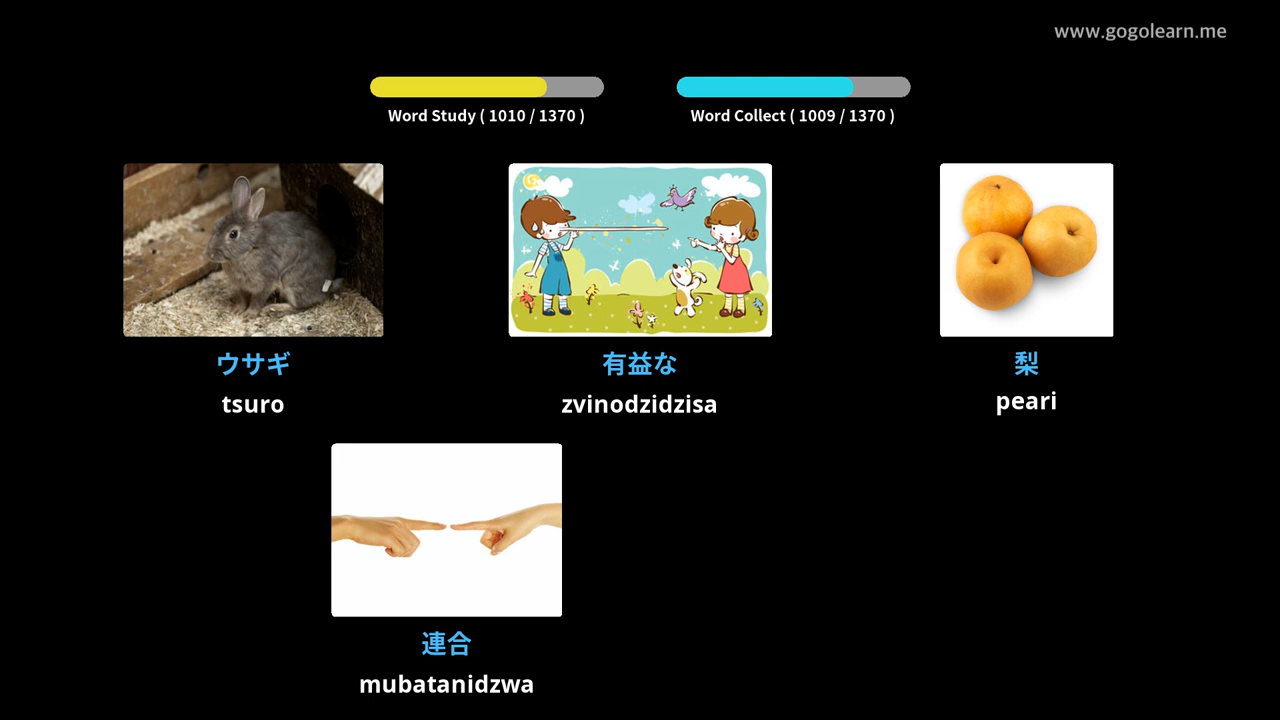 www.gogolearn.me
Word Study ( 1010 / 1370 )
Word Collect ( 1009 / 1370 )
ウサギ
tsuro
有益な
zvinodzidzisa
梨
peari
連合
mubatanidzwa